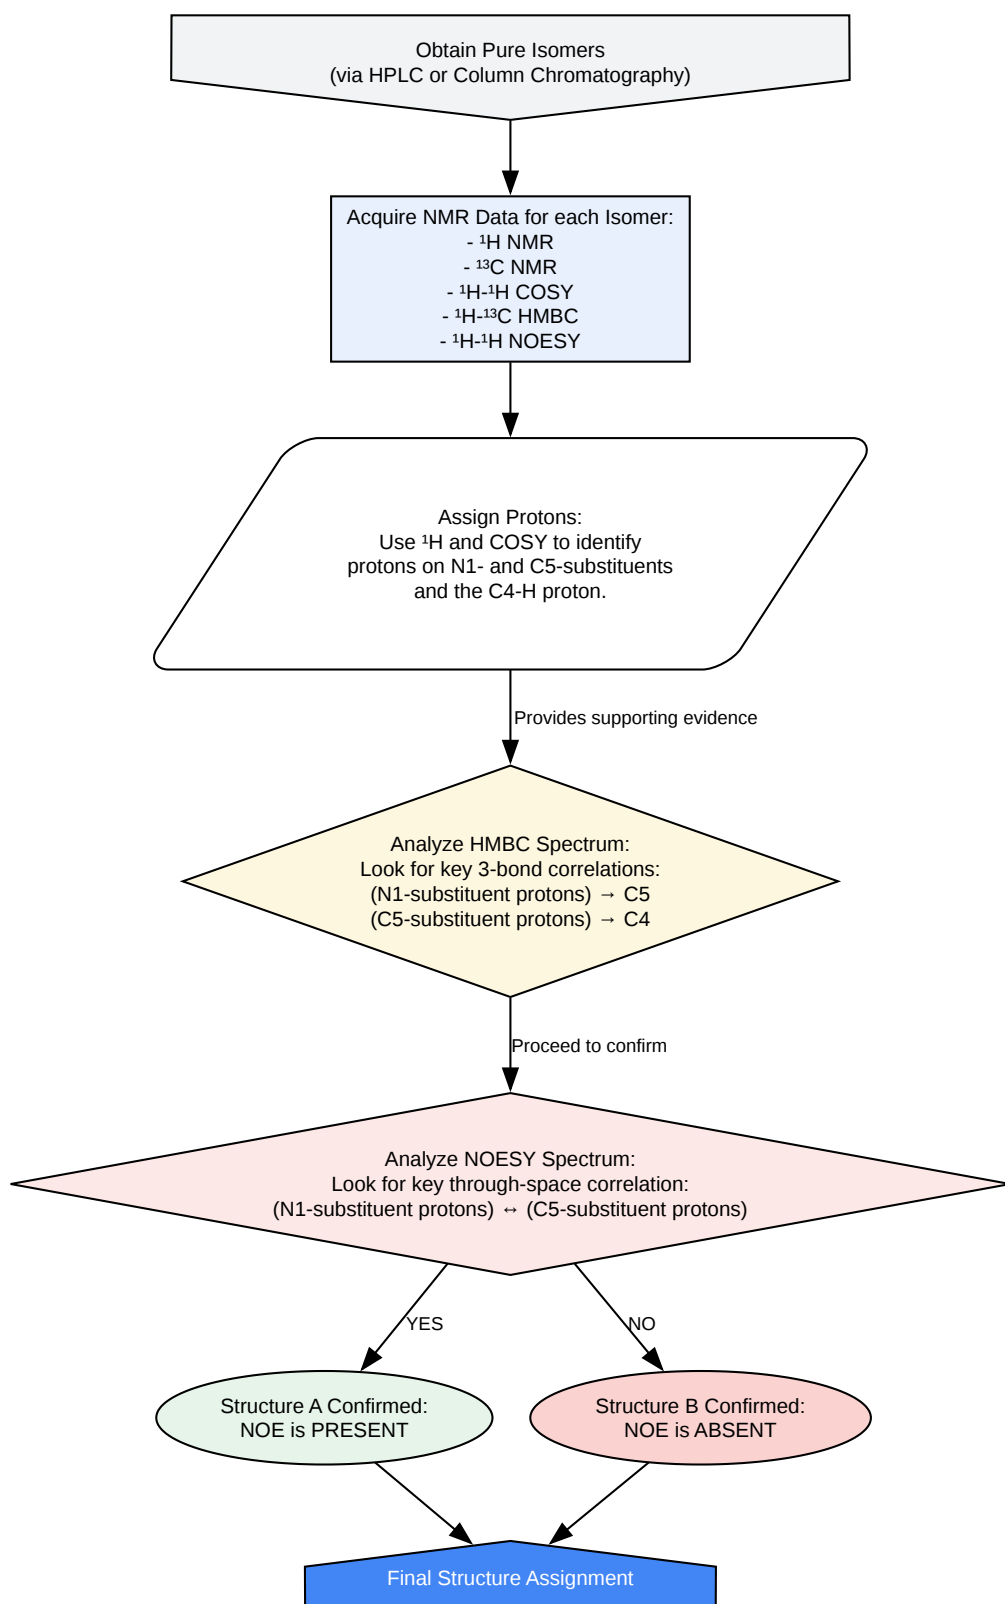 Obtain Pure Isomers
(via HPLC or Column Chromatography)
Acquire NMR Data for each Isomer:
- ¹H NMR
- ¹³C NMR
- ¹H-¹H COSY
- ¹H-¹³C HMBC
- ¹H-¹H NOESY
Assign Protons:
Use ¹H and COSY to identify
protons on N1- and C5-substituents
and the C4-H proton.
Provides supporting evidence
Analyze HMBC Spectrum:
Look for key 3-bond correlations:
(N1-substituent protons) → C5
(C5-substituent protons) → C4
Proceed to confirm
Analyze NOESY Spectrum:
Look for key through-space correlation:
(N1-substituent protons) ↔ (C5-substituent protons)
YES
NO
Structure A Confirmed:
NOE is PRESENT
Structure B Confirmed:
NOE is ABSENT
Final Structure Assignment